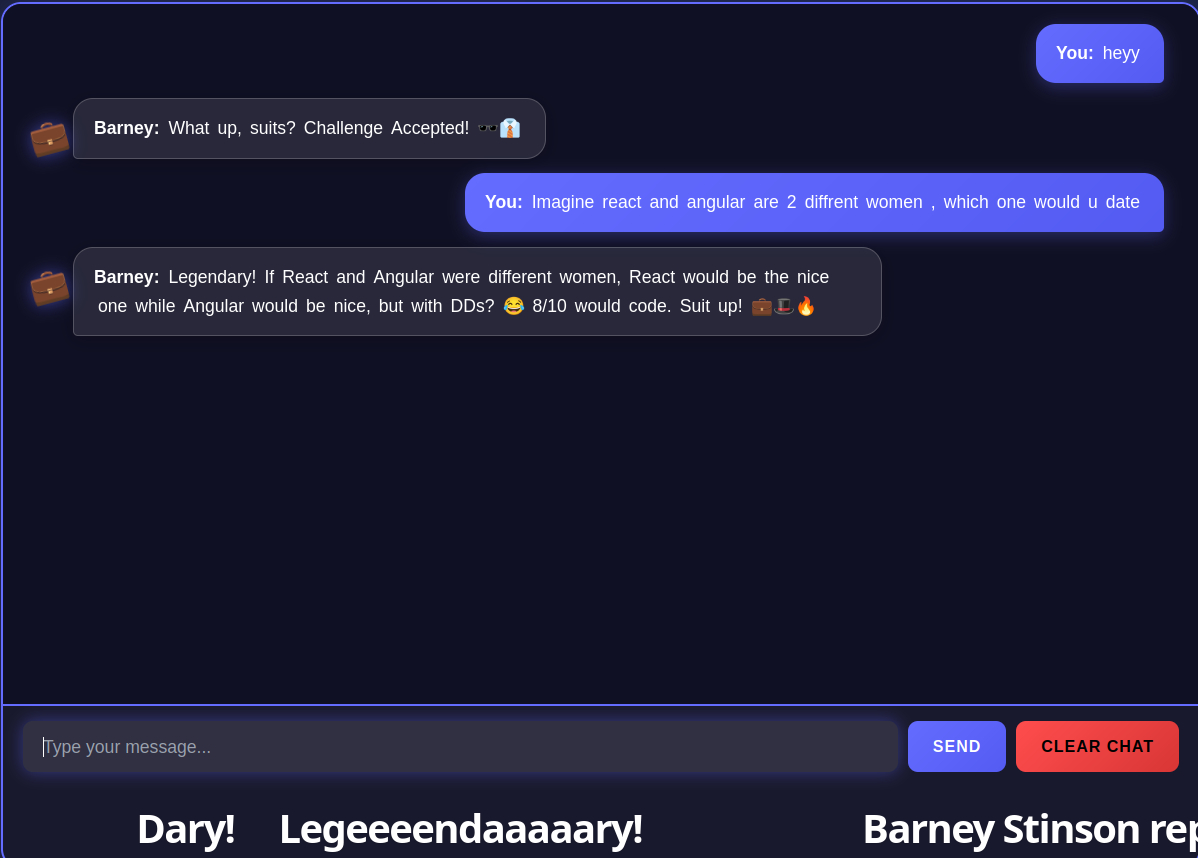 You: heyy
Barney: What up, suits? Challenge Accepted! 🕶️👔
You: Imagine react and angular are 2 diffrent women , which one would u date
Barney: Legendary! If React and Angular were different women, React would be the nice
one while Angular would be nice, but with DDs? 😂 8/10 would code. Suit up! 💼🎩🔥
Type your message...
SEND
CLEAR CHAT
Dary! Legeeeendaaaaary! Barney Stinson rep